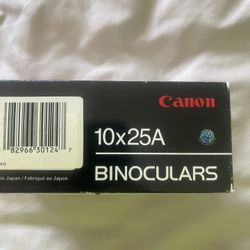 Canon
10x25A
BINOCULARS
82966 30124 7
in Japan / Fabriqué au Japon